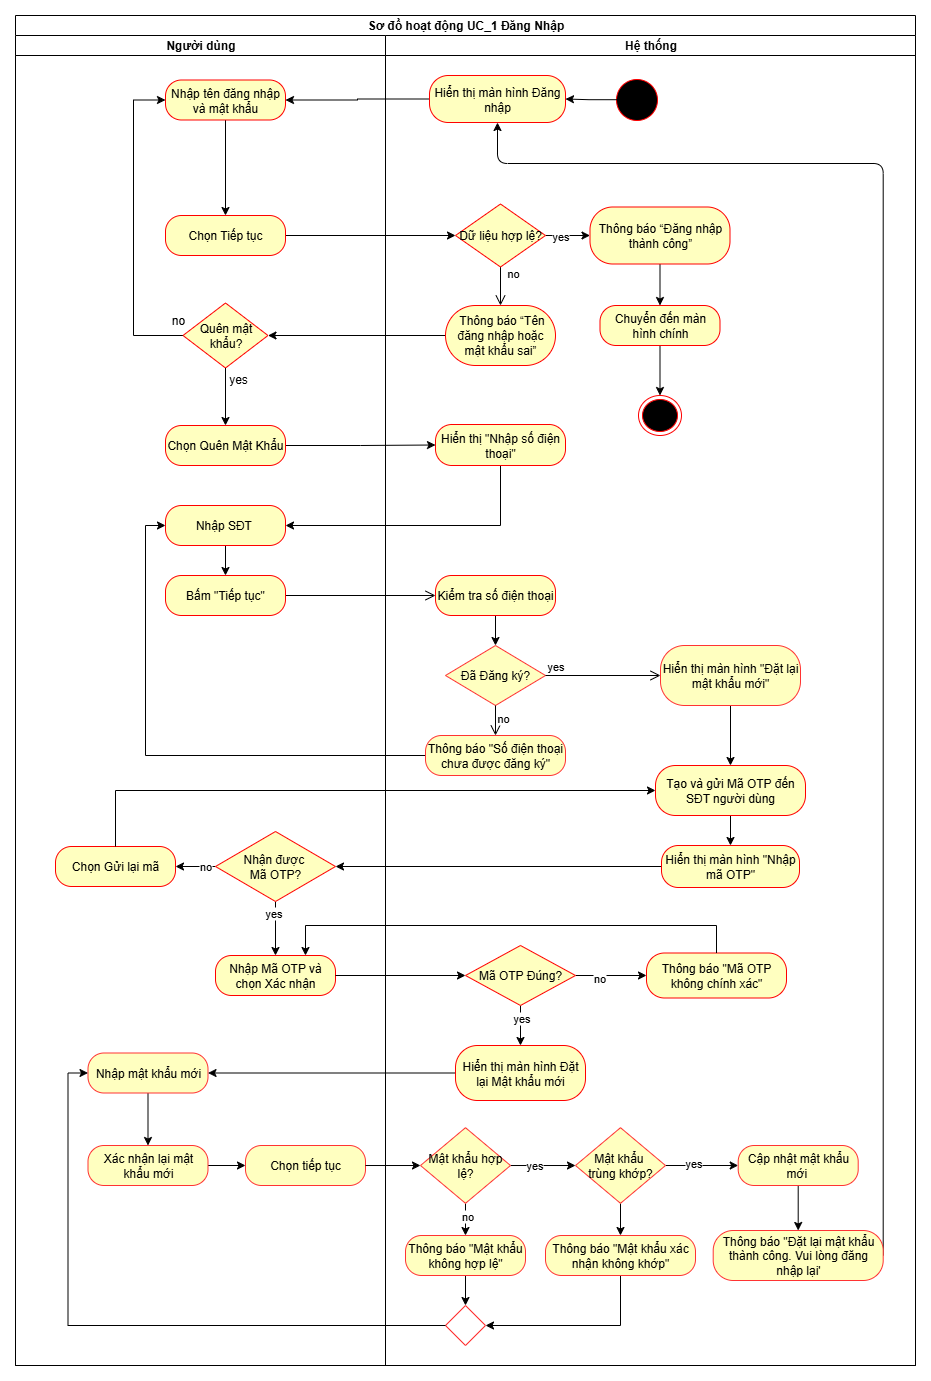 Sơ đồ hoạt động UC_1 Đăng Nhập
Người dùng
Hệ thống
Nhập tên đăng nhập
và mật khẩu
Hiển thị màn hình Đăng
nhập
Chọn Tiếp tục
Dữ liệu hợp lệ?
yes
Thông báo “Đăng nhập
thành công”
no
Thông báo “Tên
đăng nhập hoặc
mật khẩu sai”
Chuyển đến màn
hình chính
no
Quên mật
khẩu?
yes
Chọn Quên Mật Khẩu
Hiển thị "Nhập số điện
thoại"
Nhập SĐT
Bấm "Tiếp tục"
Kiểm tra số điện thoại
Đã Đăng ký?
yes
Hiển thị màn hình "Đặt lại
mật khẩu mới"
no
Thông báo "Số điện thoại
chưa được đăng ký"
Tạo và gửi Mã OTP đến
SĐT người dùng
Chọn Gửi lại mã
no
Nhận được
Mã OTP?
Hiển thị màn hình "Nhập
mã OTP"
yes
Nhập Mã OTP và
chọn Xác nhận
Mã OTP Đúng?
no
Thông báo "Mã OTP
không chính xác"
yes
Hiển thị màn hình Đặt
lại Mật khẩu mới
Nhập mật khẩu mới
Xác nhận lại mật
khẩu mới
Chọn tiếp tục
Mật khẩu hợp
lệ?
yes
Mật khẩu
trùng khớp?
yes
Cập nhật mật khẩu
mới
no
Thông báo "Mật khẩu
không hợp lệ"
Thông báo "Mật khẩu xác
nhận không khớp"
Thông báo "Đặt lại mật khẩu
thành công. Vui lòng đăng
nhập lại'